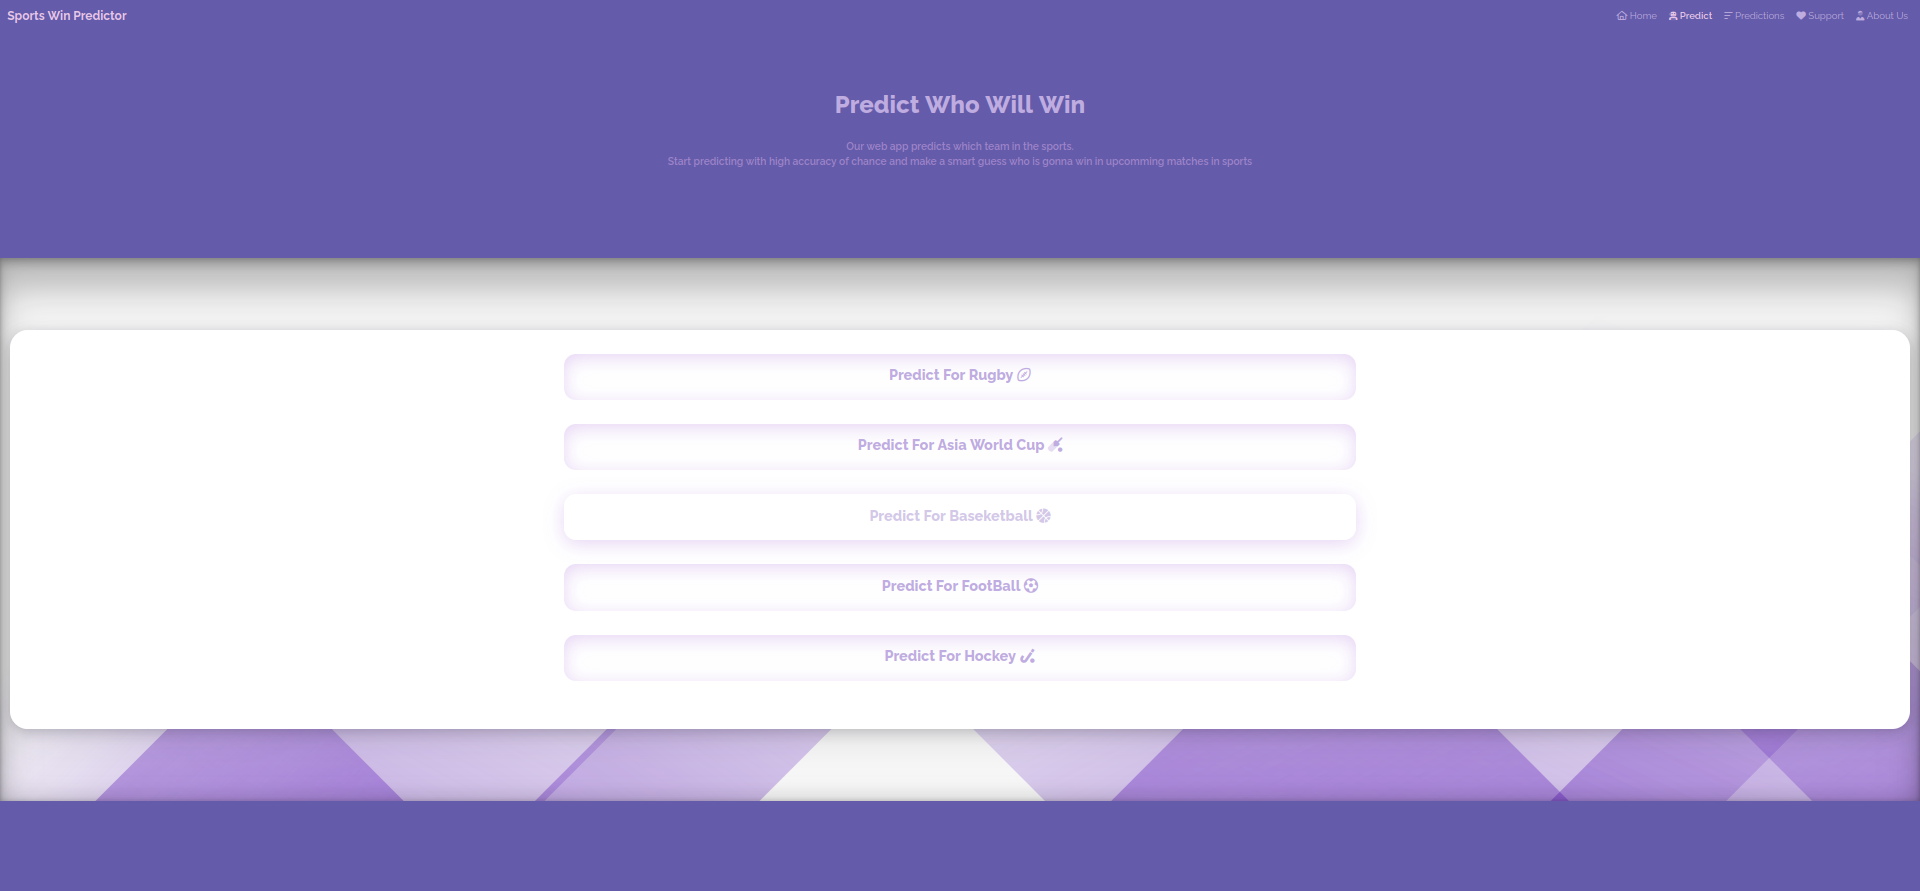 Sports Win Predictor
Home Predict Predictions Support About Us
Predict Who Will Win
Our web app predicts which team in the sports.
Start predicting with high accuracy of chance and make a smart guess who is gonna win in upcomming matches in sports
Predict For Rugby
Predict For Asia World Cup
Predict For Baseketball
Predict For FootBall
Predict For Hockey